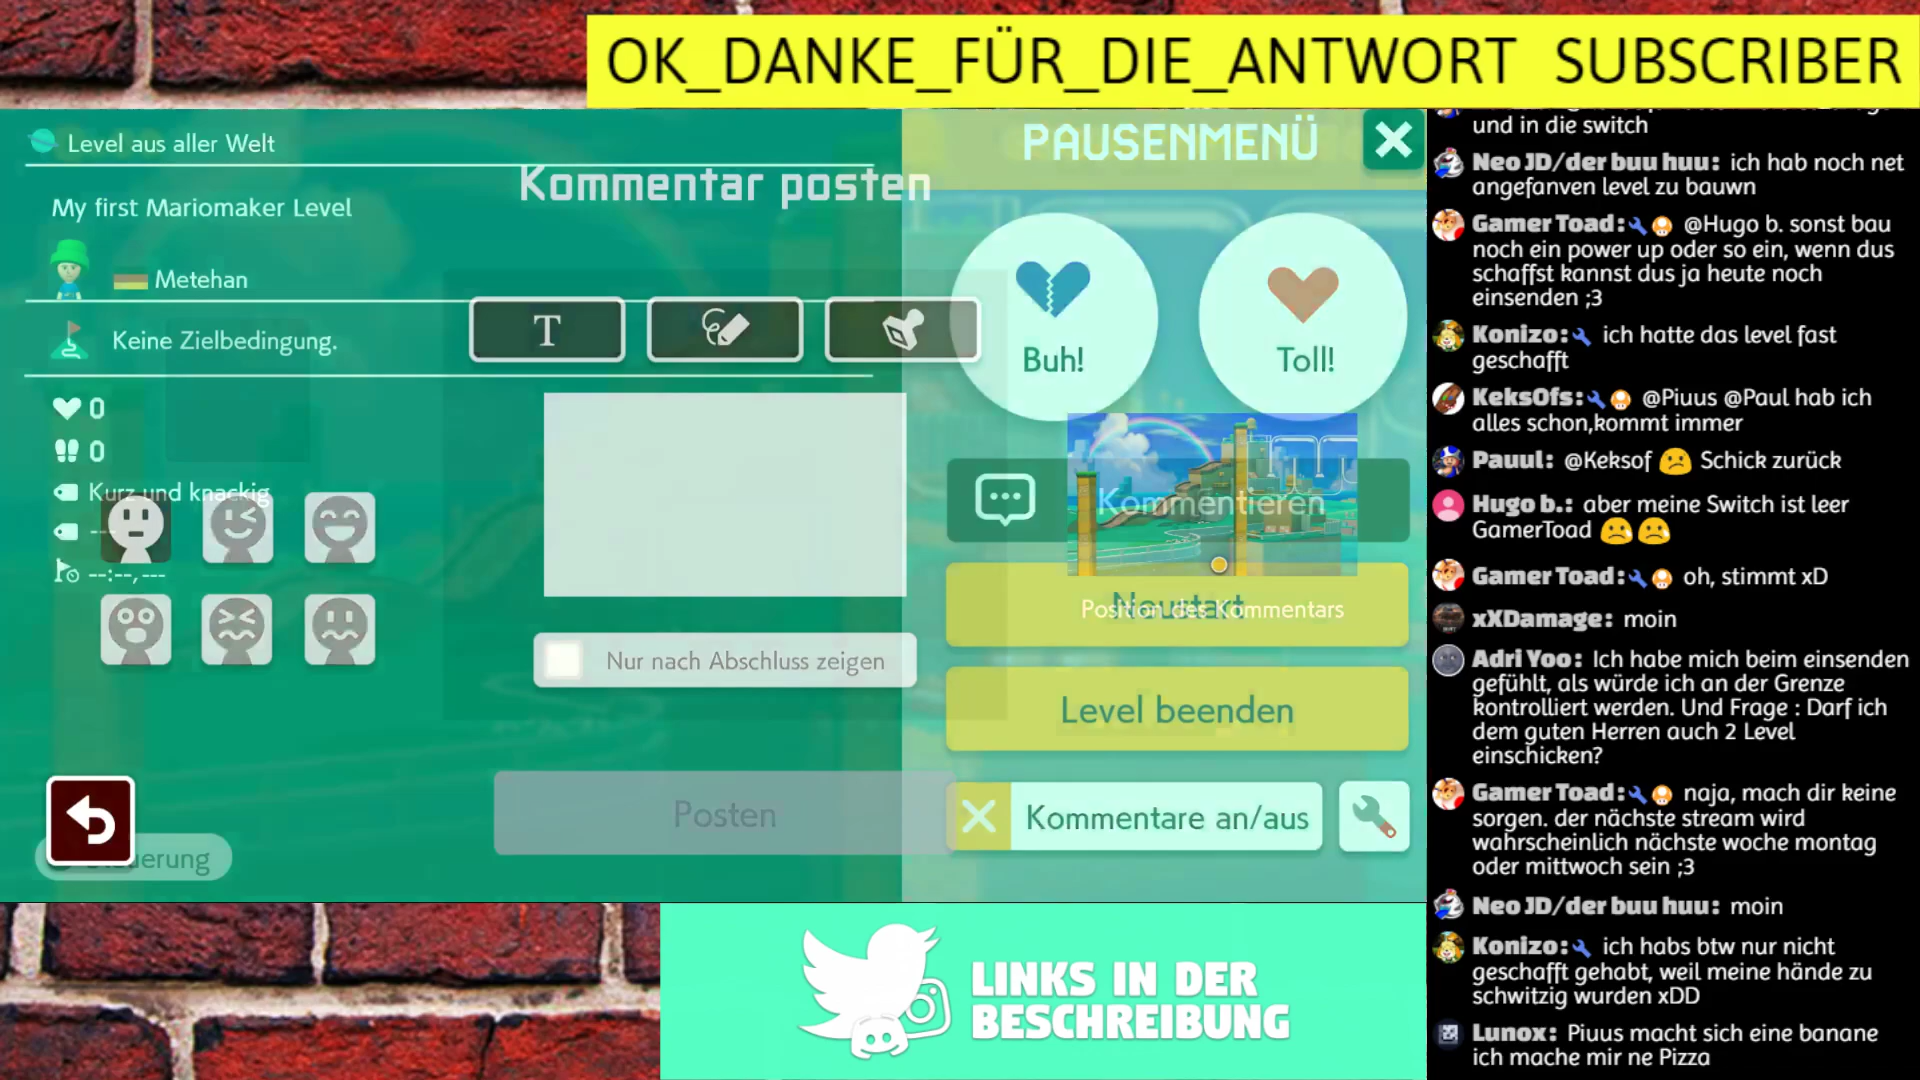 OK_DANKE_FÜR_DIE_ANTWORT SUBSCRIBER
Level aus aller Welt
Kommentar posten
PAUSENMENÜ
My first Mariomaker Level
Metehan
Keine Zielbedingung.
T
Buh!
Toll!
0
0
Kurz und knackig
--
--:--,---
Kommentieren
Neustart
Position des Kommentars
Nur nach Abschluss zeigen
Level beenden
Posten
Kommentare an/aus
LINKS IN DER
BESCHREIBUNG
und in die switch
Neo JD/der buu huu: ich hab noch net
angefanven level zu bauwn
Gamer Toad: @Hugo b. sonst bau
noch ein power up oder so ein, wenn dus
schaffst kannst dus ja heute noch
einsenden ;3
Konizo: ich hatte das level fast
geschafft
KeksOfs: @Piuus @Paul hab ich
alles schon,kommt immer
Pauul: @Keksof Schick zurück
Hugo b.: aber meine Switch ist leer
GamerToad
Gamer Toad: oh, stimmt xD
xXDamage: moin
Adri Yoo: Ich habe mich beim einsenden
gefühlt, als würde ich an der Grenze
kontrolliert werden. Und Frage : Darf ich
dem guten Herren auch 2 Level
einschicken?
Gamer Toad: naja, mach dir keine
sorgen. der nächste stream wird
wahrscheinlich nächste woche montag
oder mittwoch sein ;3
Neo JD/der buu huu: moin
Konizo: ich habs btw nur nicht
geschafft gehabt, weil meine hände zu
schwitzig wurden xDD
Lunox: Piuus macht sich eine banane
ich mache mir ne Pizza